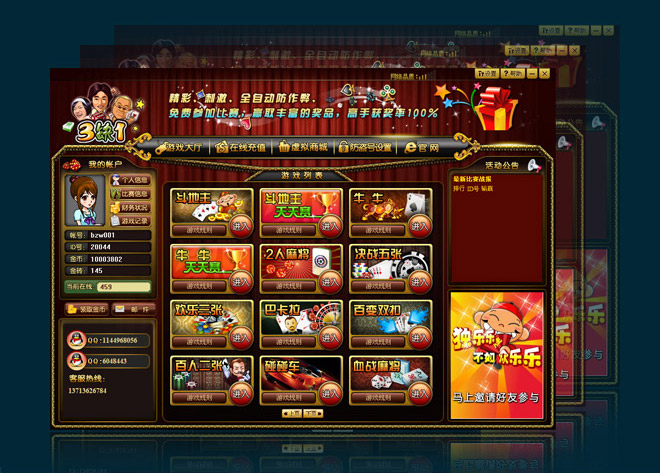 设置 ?帮助
精彩、刺激、全自动防作弊、
免费参加比赛，赢取丰富的奖品，高手获奖率100%
3缺1
游戏大厅 在线充值 虚拟商城 防盗号设置 官网
我的帐户
个人信息
比赛信息
财务状况
游戏记录
帐号: bzw001
ID号: 20044
金币: 10003802
金砖: 145
当前在线: 459
领取金币 邮件
QQ:1144968056
QQ:6048443
客服热线:
13713626784
游戏列表
斗地王 游戏规则 进入
斗地王 天天赛 游戏规则 进入
牛牛 游戏规则 进入
牛牛 天天赛 游戏规则 进入
2人麻将 游戏规则 进入
决战五张 游戏规则 进入
欢乐三张 游戏规则 进入
巴卡拉 游戏规则 进入
百变双扣 游戏规则 进入
百人二张 游戏规则 进入
碰碰车 游戏规则 进入
血战麻将 游戏规则 进入
上页 下页
活动公告
最新比赛战报
排行 ID号 输赢
独乐乐
不如众乐乐
马上邀请好友参与